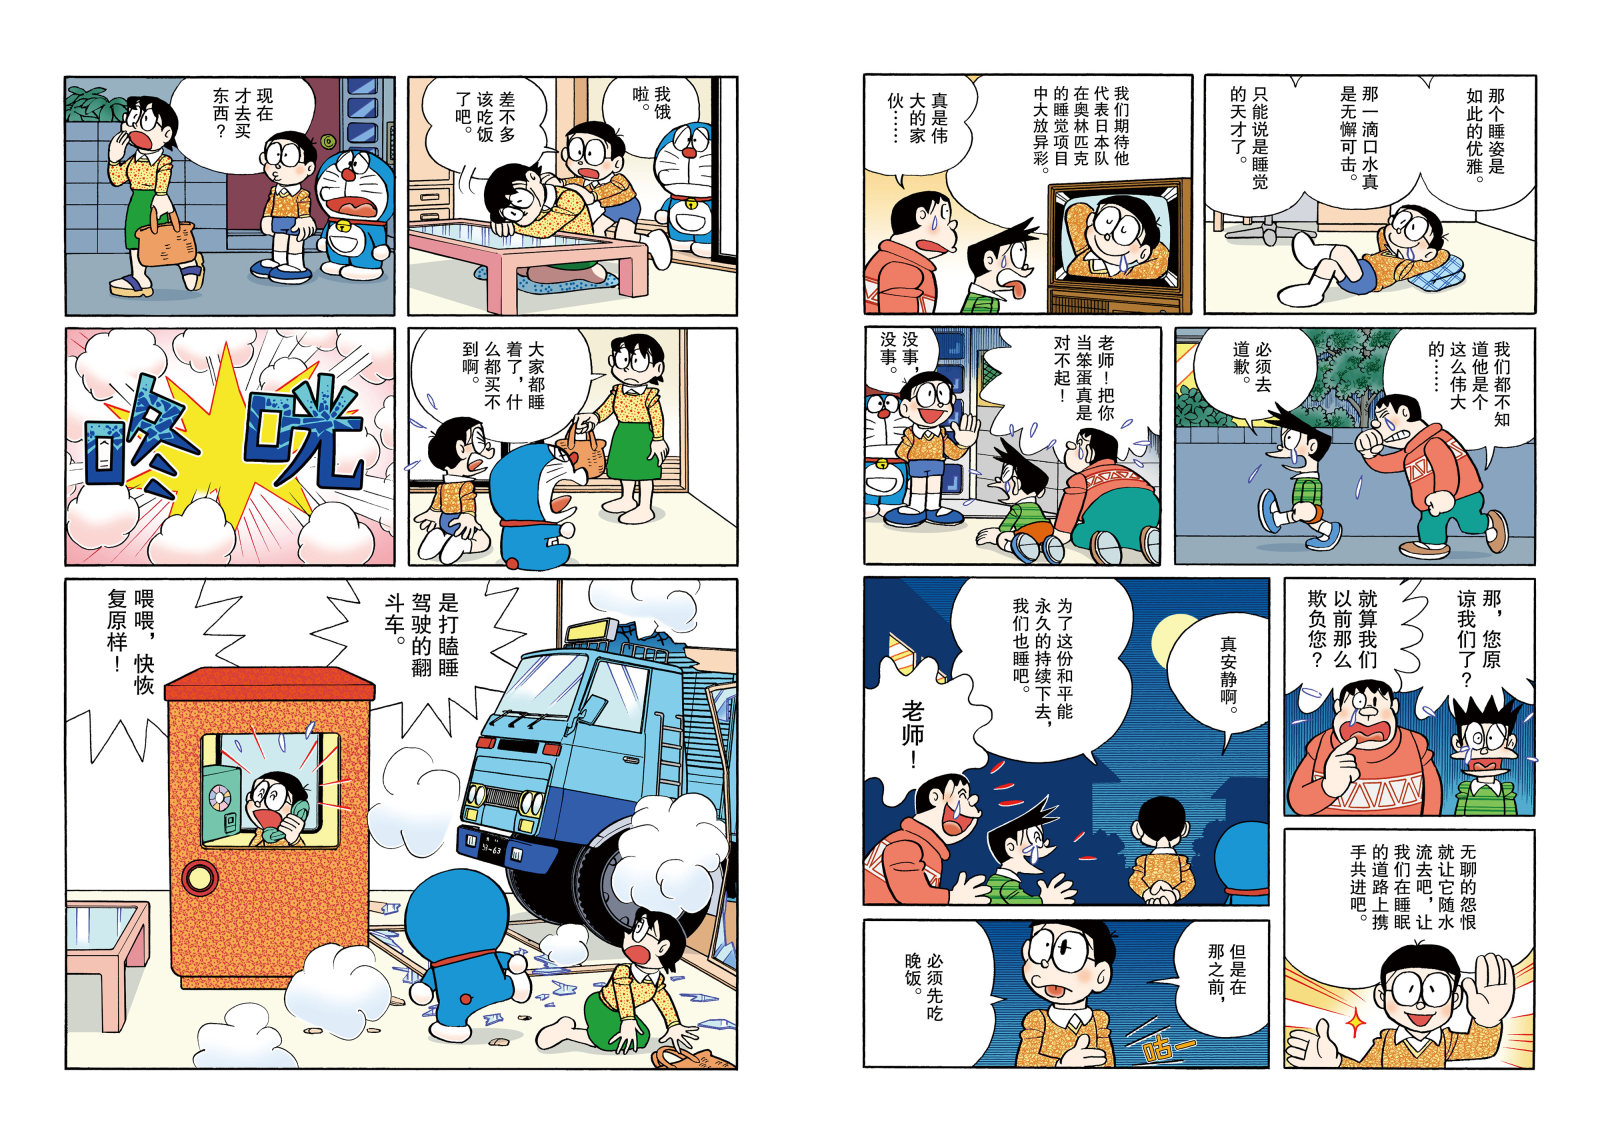 那个睡姿是
如此的优雅。
那一滴口水真
是无懈可击。
只能说是睡觉
的天才了。
我们期待他
代表日本队
在奥林匹克
的睡觉项目
中大放异彩。
真是伟
大的家
伙……
我们都不知
道他是个
这么伟大
的……
必须去
道歉。
老师！把你
当笨蛋真是
对不起！
没事，
没事。
那，您原
谅我们了？
就算我们
以前那么
欺负您？
真安静啊。
为了这份和平能
永久的持续下去，
我们也睡吧。
老师！
无聊的怨恨
就让它随水
流去吧，让
我们在睡眠
的道路上携
手共进吧。
但是在
那之前，
必须先吃
晚饭。
咕—
我饿
啦。
差不多
该吃饭
了吧。
现在
才去买
东西？
大家都睡
着了，什
么都买不
到啊。
咚咣
是打瞌睡
驾驶的翻
斗车。
喂喂，快恢
复原样！